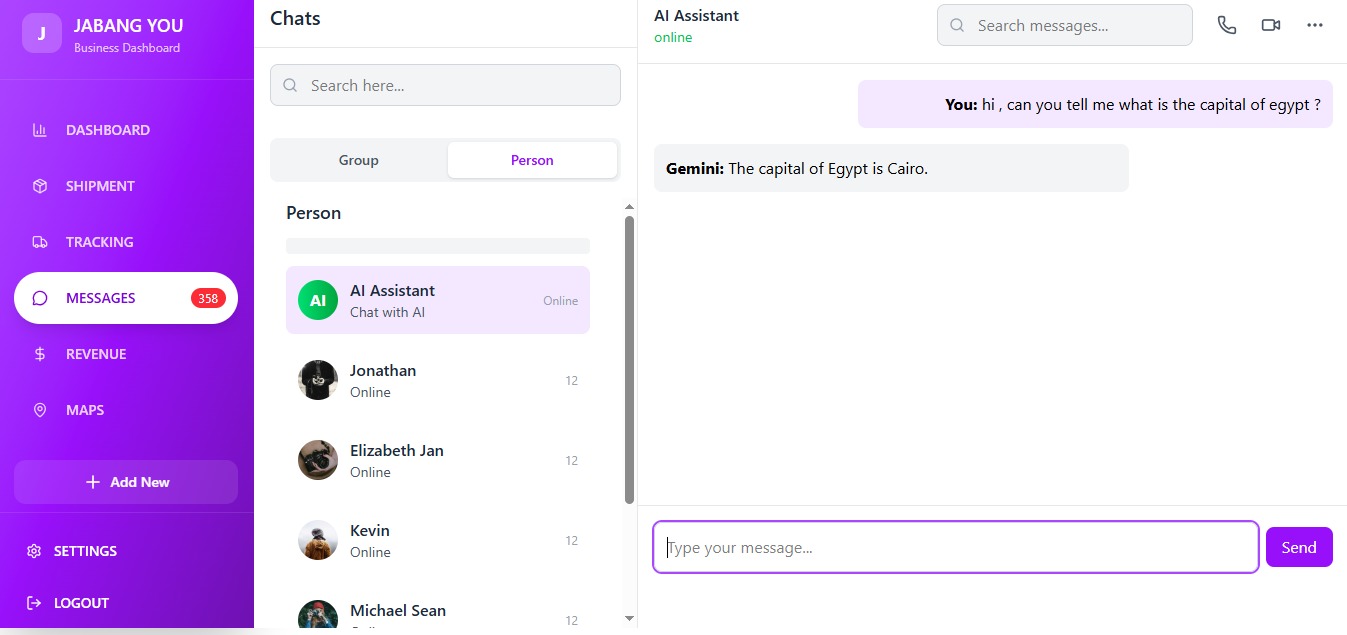 J
JABANG YOU
Business Dashboard
DASHBOARD
SHIPMENT
TRACKING
MESSAGES 358
REVENUE
MAPS
Add New
SETTINGS
LOGOUT
Chats
Search here...
Group Person
Person
AI
AI Assistant
Chat with AI
Online
Jonathan
Online
12
Elizabeth Jan
Online
12
Kevin
Online
12
Michael Sean
12
AI Assistant
online
Search messages...
You: hi , can you tell me what is the capital of egypt ?
Gemini: The capital of Egypt is Cairo.
Type your message...
Send